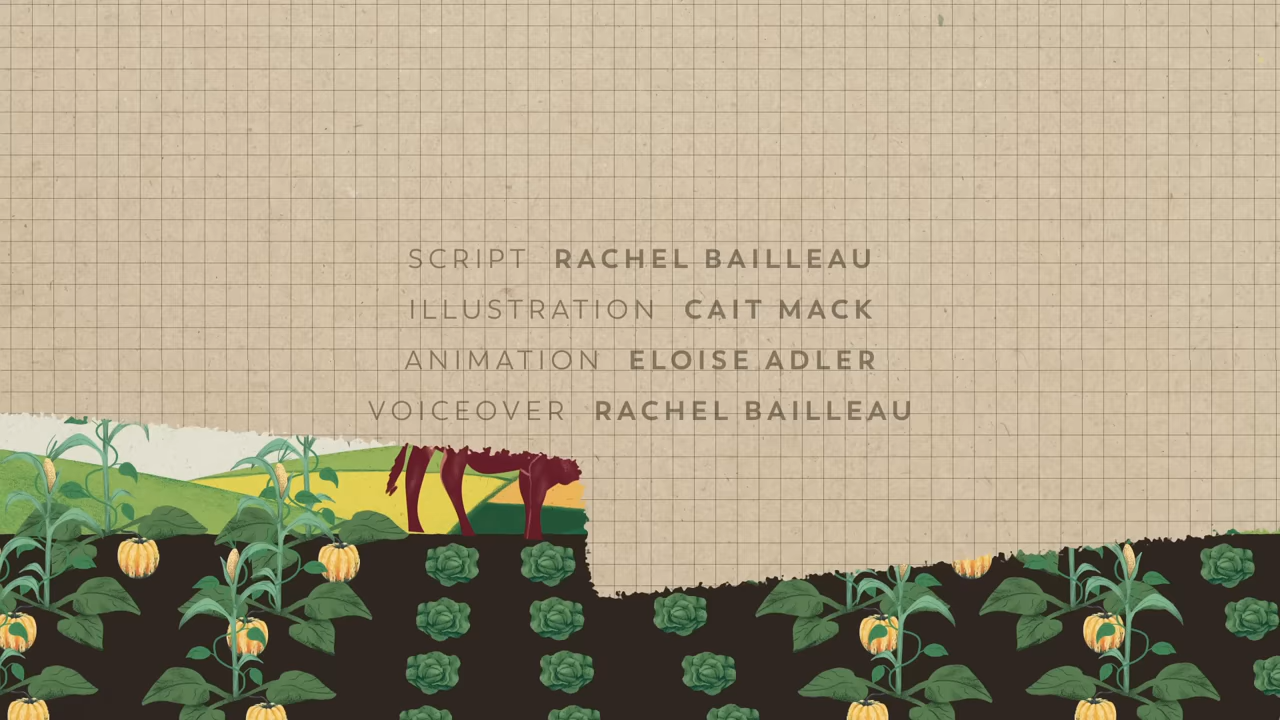 SCRIPT RACHEL BAILLEAU
ILLUSTRATION CAIT MACK
ANIMATION ELOISE ADLER
VOICEOVER RACHEL BAILLEAU